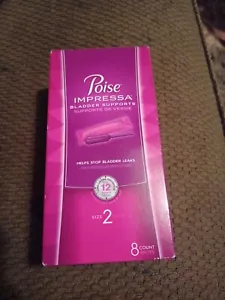 Poise
IMPRESSA
BLADDER SUPPORTS
SUPPORTS DE VESSIE
HELPS STOP BLADDER LEAKS
12
SIZE 2
8 COUNT